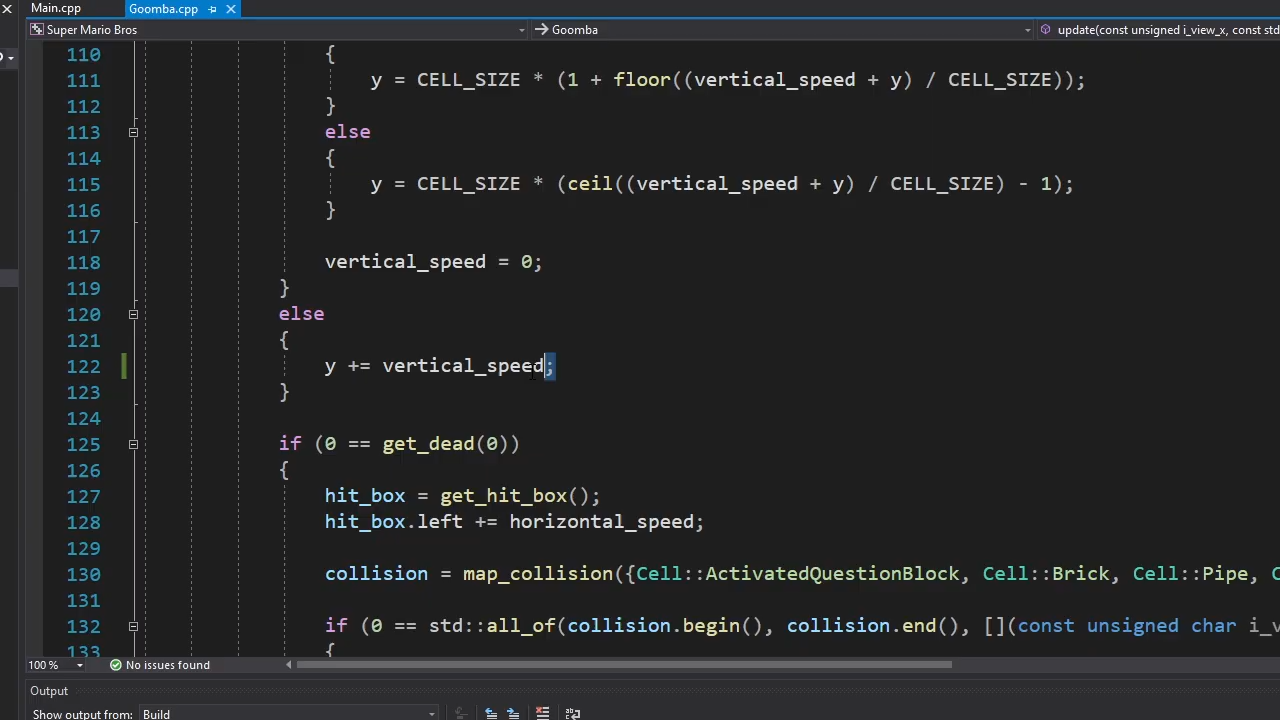 Main.cpp Goomba.cpp
Super Mario Bros Goomba update(const unsigned i_view_x, const std
110 {
111 y = CELL_SIZE * (1 + floor((vertical_speed + y) / CELL_SIZE));
112 }
113 else
114 {
115 y = CELL_SIZE * (ceil((vertical_speed + y) / CELL_SIZE) - 1);
116 }
117
118 vertical_speed = 0;
119 }
120 else
121 {
122 y += vertical_speed;
123 }
124
125 if (0 == get_dead(0))
126 {
127 hit_box = get_hit_box();
128 hit_box.left += horizontal_speed;
129
130 collision = map_collision({Cell::ActivatedQuestionBlock, Cell::Brick, Cell::Pipe, C
131
132 if (0 == std::all_of(collision.begin(), collision.end(), [](const unsigned char i_v
133 {
100 % No issues found
Output
Show output from: Build